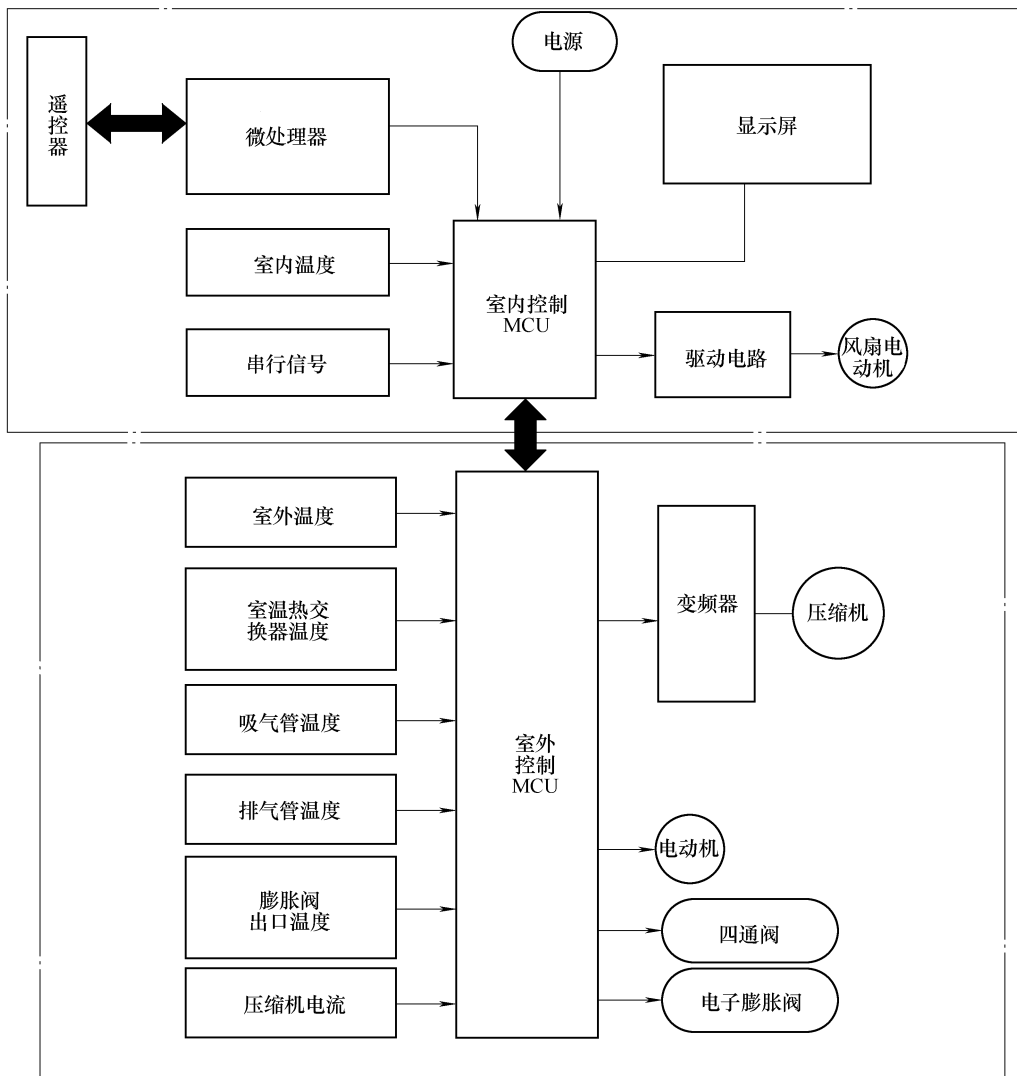 电源
遥
控
器
微处理器
显示屏
室内温度
室内控制
MCU
串行信号
驱动电路
风扇电
动机
室外温度
室温热交
换器温度
变频器
压缩机
吸气管温度
室外
控制
MCU
排气管温度
电动机
膨胀阀
出口温度
四通阀
压缩机电流
电子膨胀阀